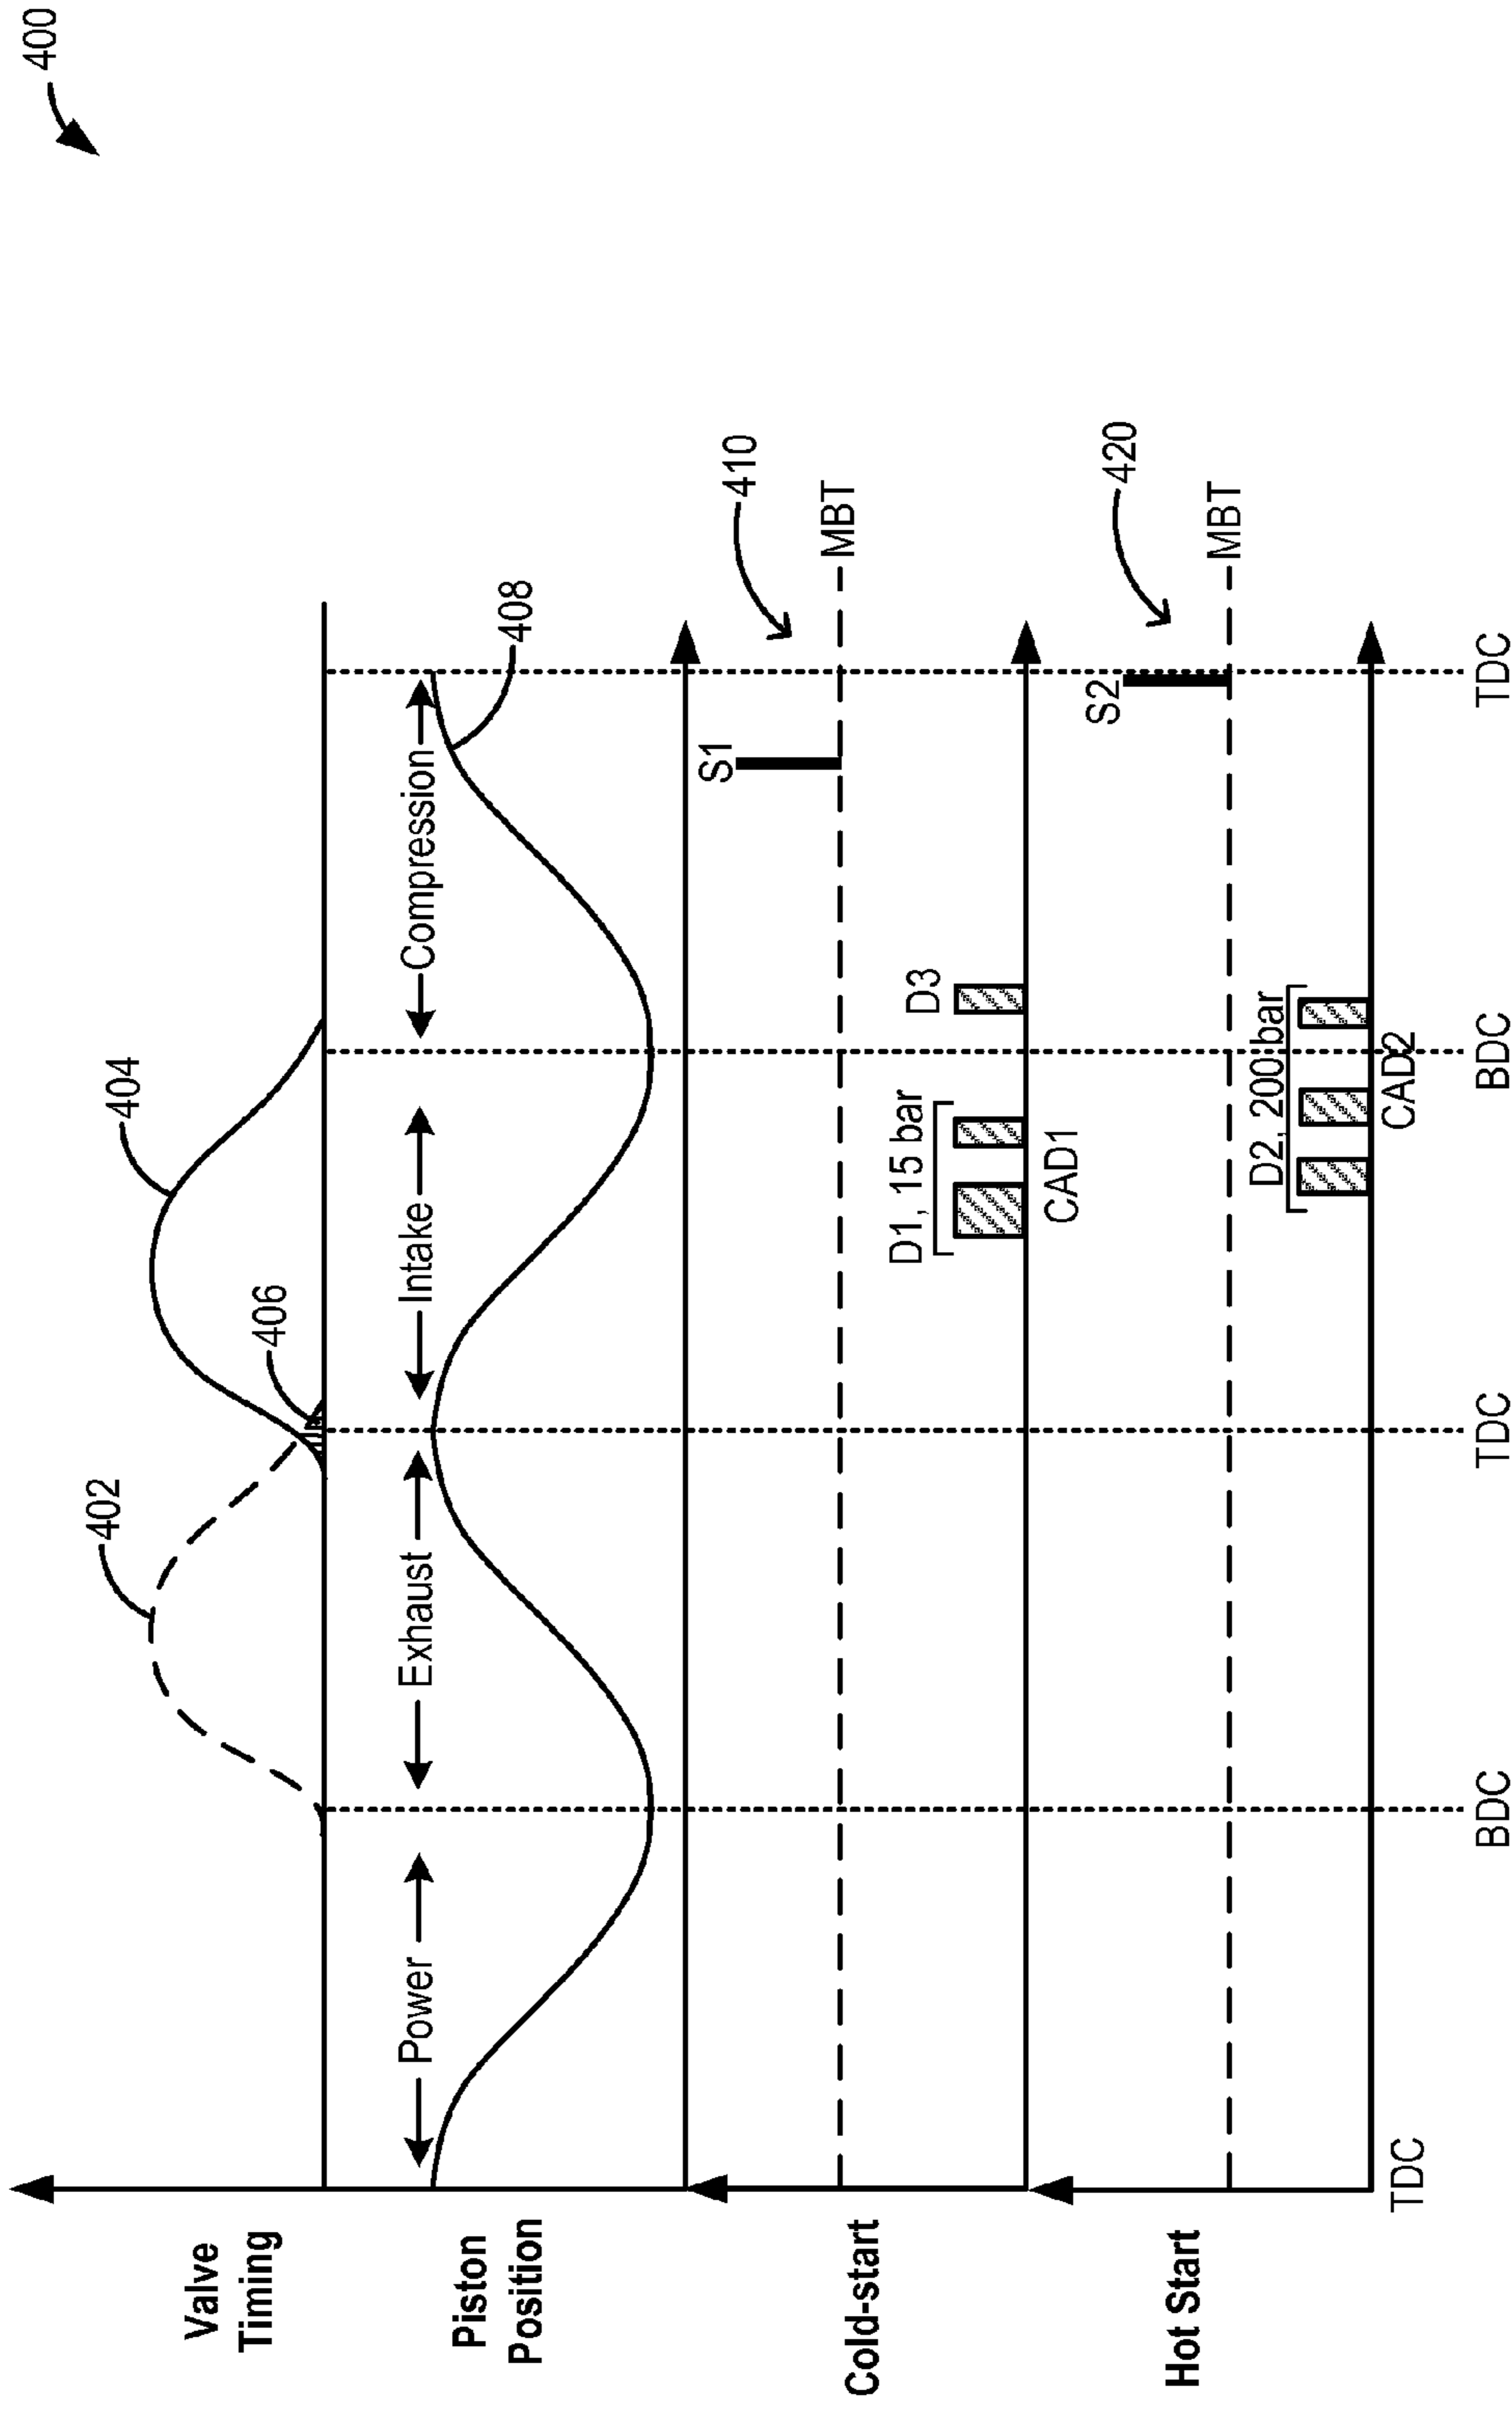 400
Valve
Timing
402
404
406
Piston
Position
Power
Exhaust
Intake
Compression
408
Cold-start
410
S1
MBT
D1, 15 bar
D3
CAD1
Hot Start
420
S2
MBT
D2, 200 bar
CAD2
TDC
BDC
TDC
BDC
TDC